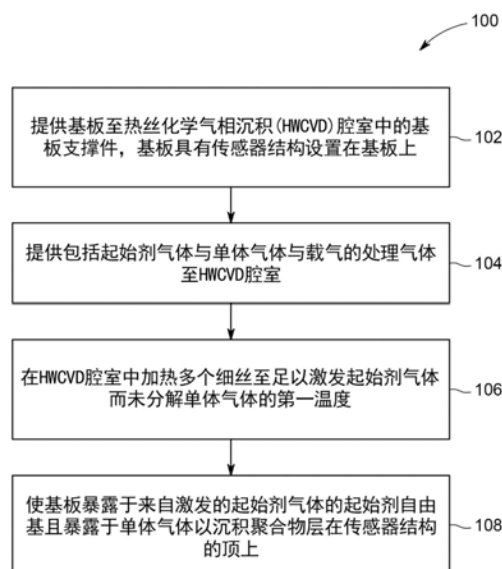 100
提供基板至热丝化学气相沉积(HWCVD)腔室中的基
板支撑件，基板具有传感器结构设置在基板上
102
提供包括起始剂气体与单体气体与载气的处理气体
至HWCVD腔室
104
在HWCVD腔室中加热多个细丝至足以激发起始剂气体
而未分解单体气体的第一温度
106
使基板暴露于来自激发的起始剂气体的起始剂自由
基且暴露于单体气体以沉积聚合物层在传感器结构
的顶上
108